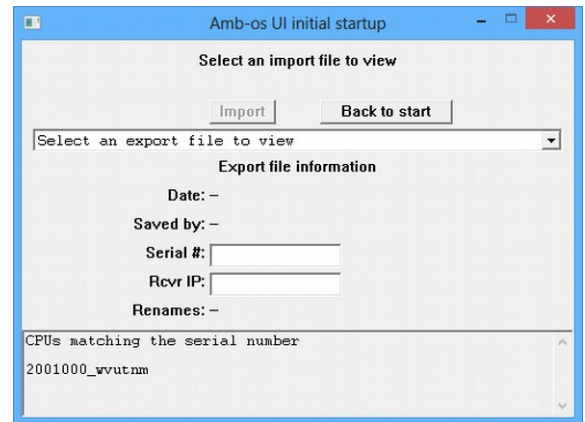 Amb-os UI initial startup
Select an import file to view
Import Back to start
Select an export file to view
Export file information
Date: –
Saved by: –
Serial #:
Rcvr IP:
Renames: –
CPUs matching the serial number
2001000_wvutnm